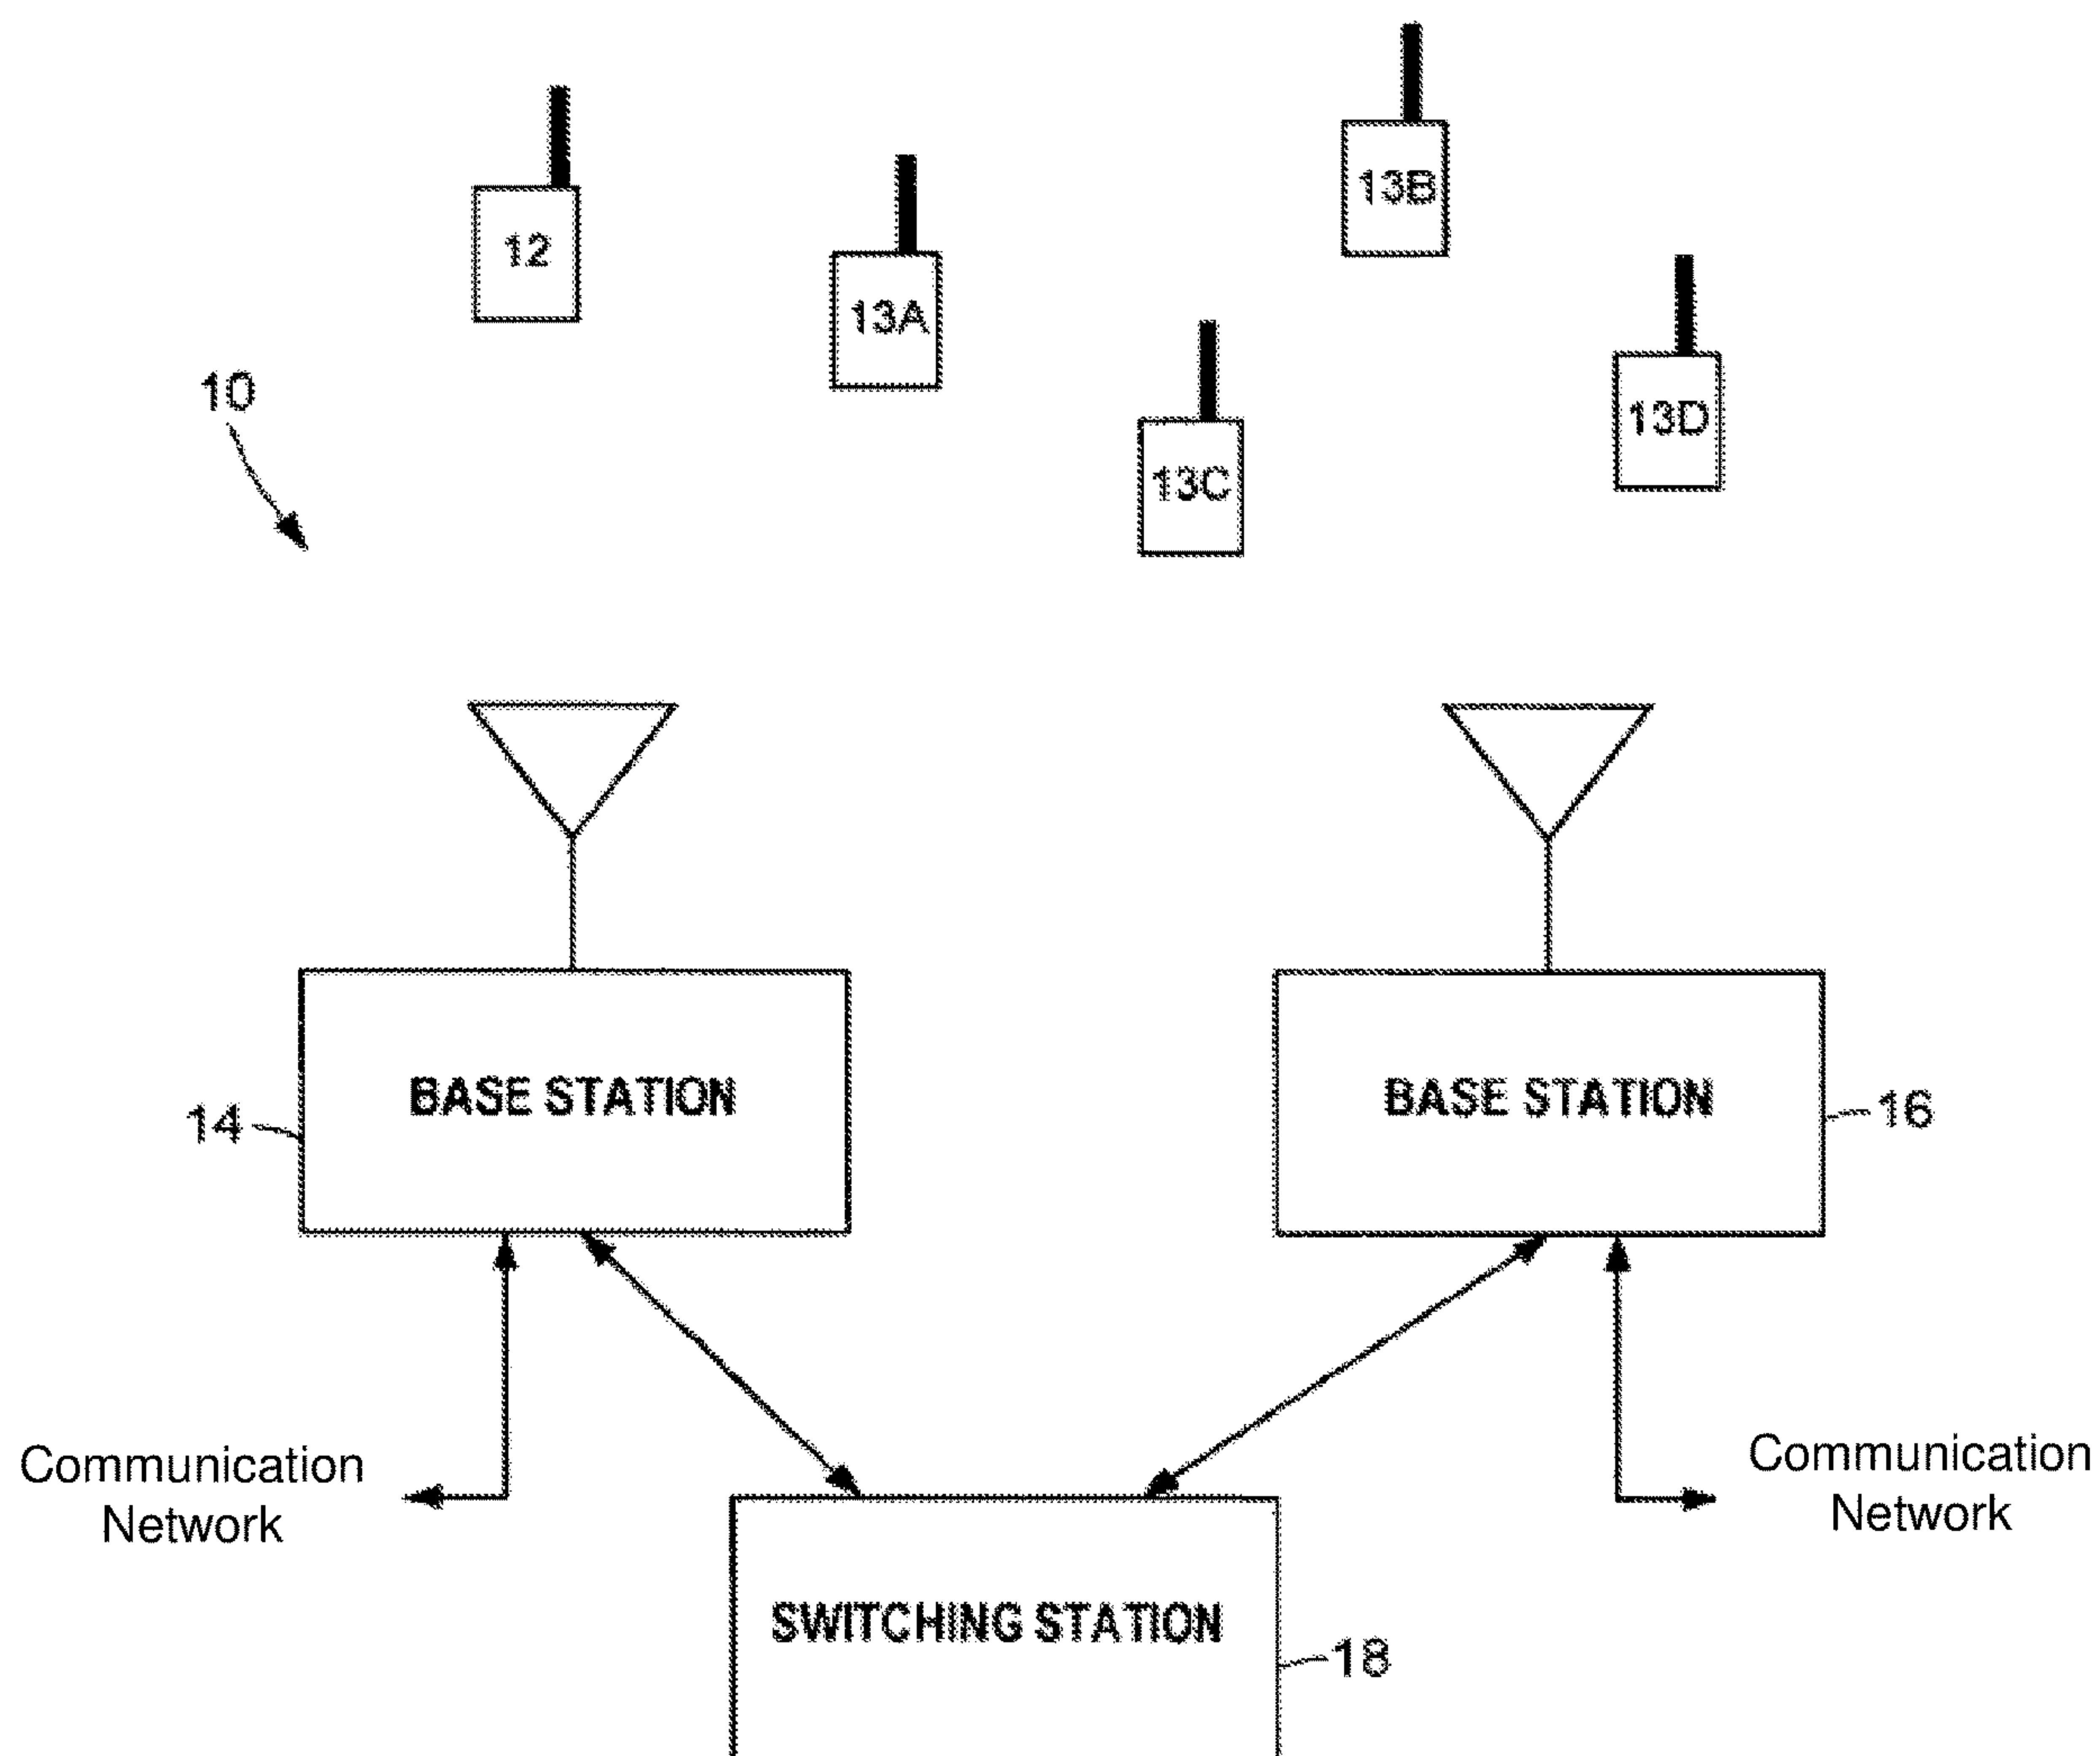 13B
12
13A
10
13D
13C
BASE STATION
BASE STATION
14
16
Communication
Network
Communication
Network
SWITCHING STATION
18